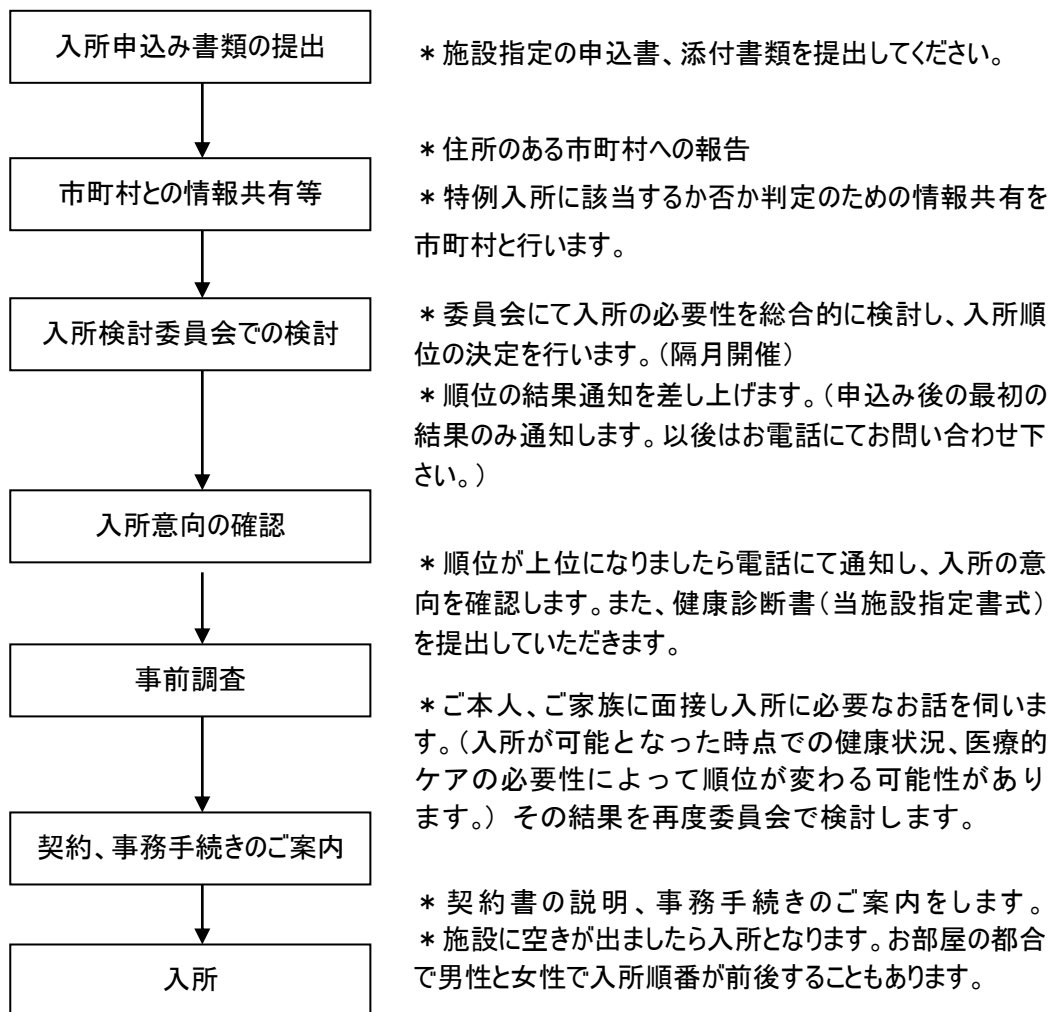 入所申込み書類の提出
＊施設指定の申込書、添付書類を提出してください。
＊住所のある市町村への報告
市町村との情報共有等
＊特例入所に該当するか否か判定のための情報共有を
市町村と行います。
入所検討委員会での検討
＊委員会にて入所の必要性を総合的に検討し、入所順
位の決定を行います。（隔月開催）
＊順位の結果通知を差し上げます。（申込み後の最初の
結果のみ通知します。以後はお電話にてお問い合わせ下
さい。）
入所意向の確認
＊順位が上位になりましたら電話にて通知し、入所の意
向を確認します。また、健康診断書（当施設指定書式）
を提出していただきます。
事前調査
＊ご本人、ご家族に面接し入所に必要なお話を伺いま
す。（入所が可能となった時点での健康状況、医療的
ケアの必要性によって順位が変わる可能性があり
ます。） その結果を再度委員会で検討します。
契約、事務手続きのご案内
＊契約書の説明、事務手続きのご案内をします。
＊施設に空きが出ましたら入所となります。お部屋の都合
で男性と女性で入所順番が前後することもあります。
入所